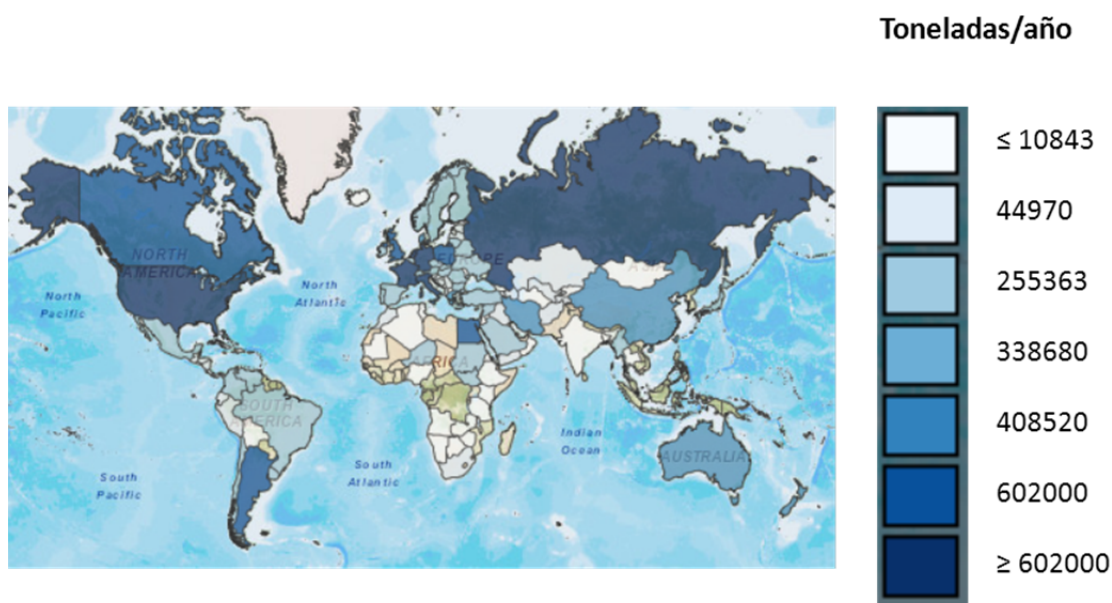 Toneladas/año
≤ 10843
44970
255363
338680
408520
602000
≥ 602000
NORTH
AMERICA
EUROPE
ASIA
North
Pacific
North
Atlantic
AFRICA
SOUTH
AMERICA
Indian
Ocean
AUSTRALIA
South
Pacific
South
Atlantic